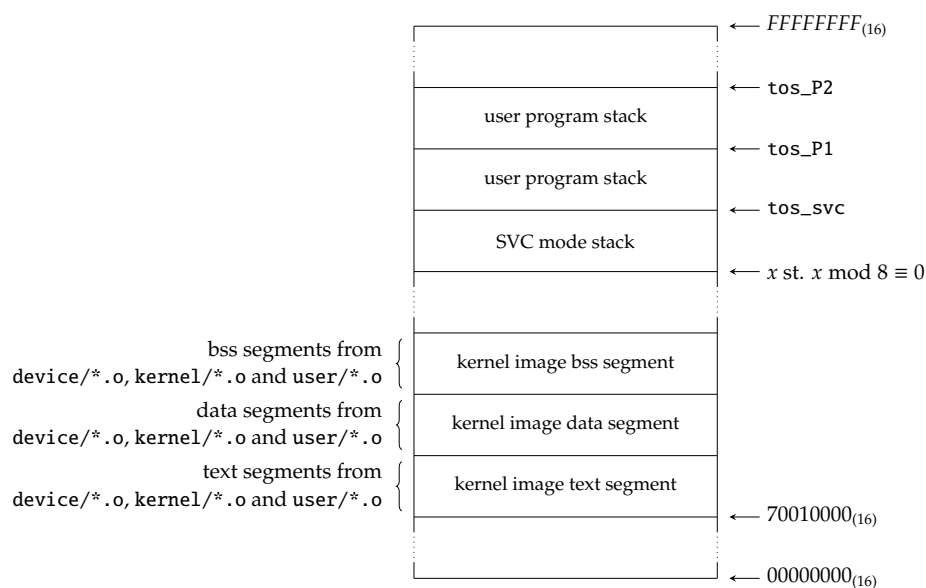 FFFFFFFF(16)
tos_P2
user program stack
tos_P1
user program stack
tos_svc
SVC mode stack
x st. x mod 8 ≡ 0
bss segments from
device/*.o, kernel/*.o and user/*.o
kernel image bss segment
data segments from
device/*.o, kernel/*.o and user/*.o
kernel image data segment
text segments from
device/*.o, kernel/*.o and user/*.o
kernel image text segment
70010000(16)
00000000(16)